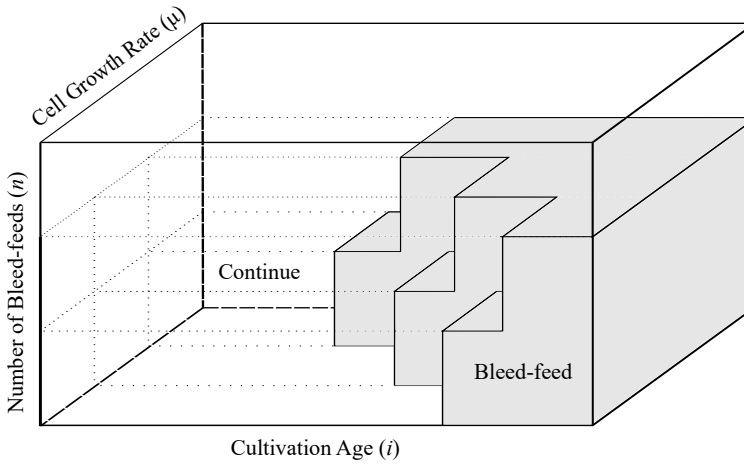 Cell Growth Rate (μ)
Number of Bleed-feeds (n)
Continue
Bleed-feed
Cultivation Age (i)